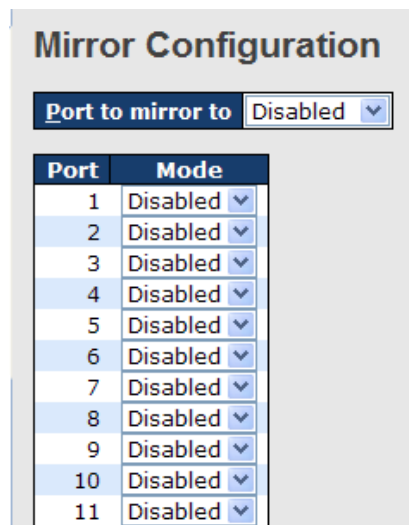 Mirror Configuration
Port to mirror to Disabled
Port Mode
1 Disabled
2 Disabled
3 Disabled
4 Disabled
5 Disabled
6 Disabled
7 Disabled
8 Disabled
9 Disabled
10 Disabled
11 Disabled